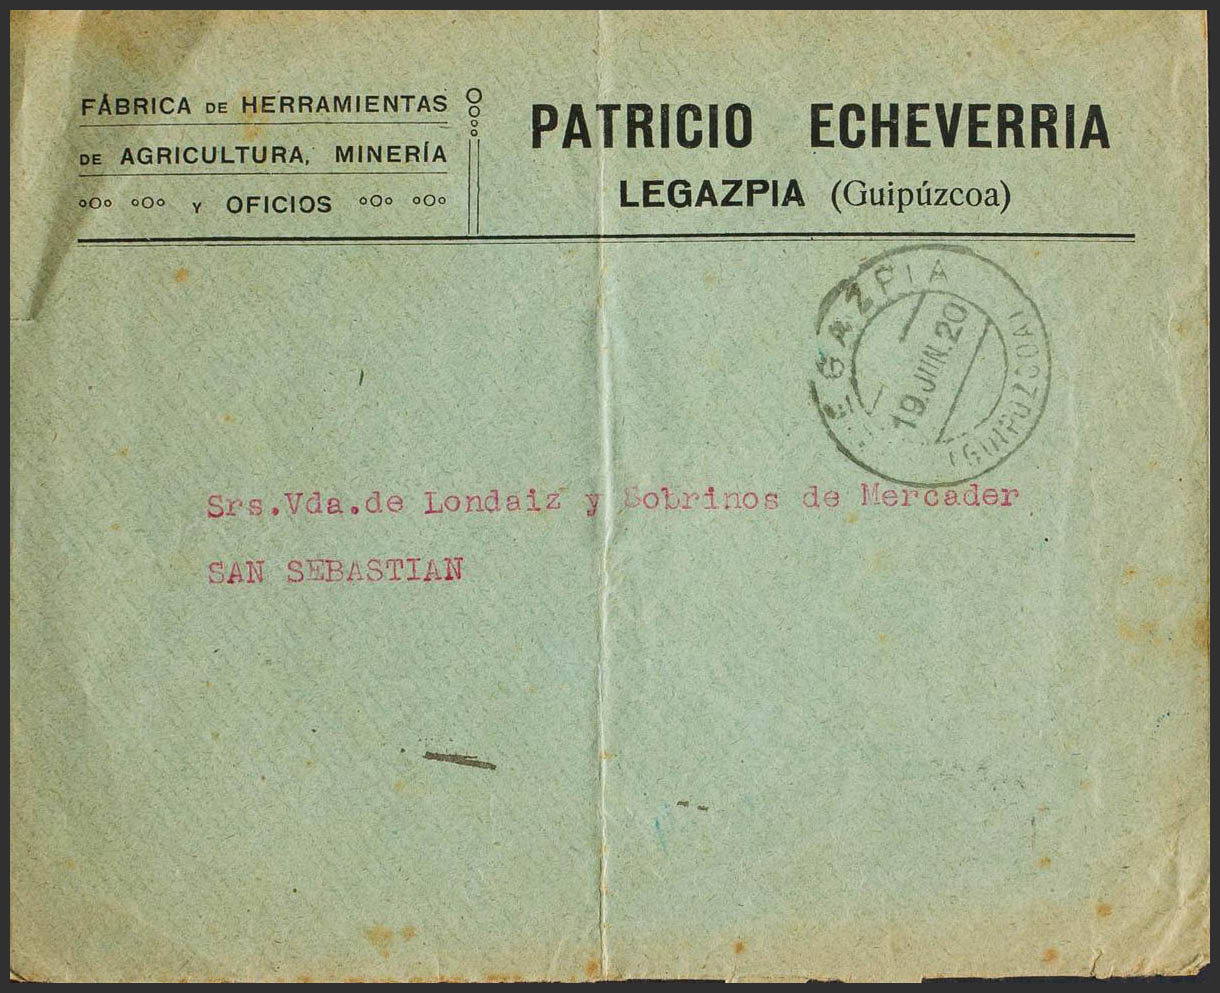 FÁBRICA DE HERRAMIENTAS
DE AGRICULTURA, MINERÍA
Y OFICIOS
PATRICIO ECHEVERRIA
LEGAZPIA (Guipúzcoa)
LEGAZPIA
19.JUN.20
(GUIPUZCOA)
Srs.Vda.de Londaiz y Sobrinos de Mercader
SAN SEBASTIAN